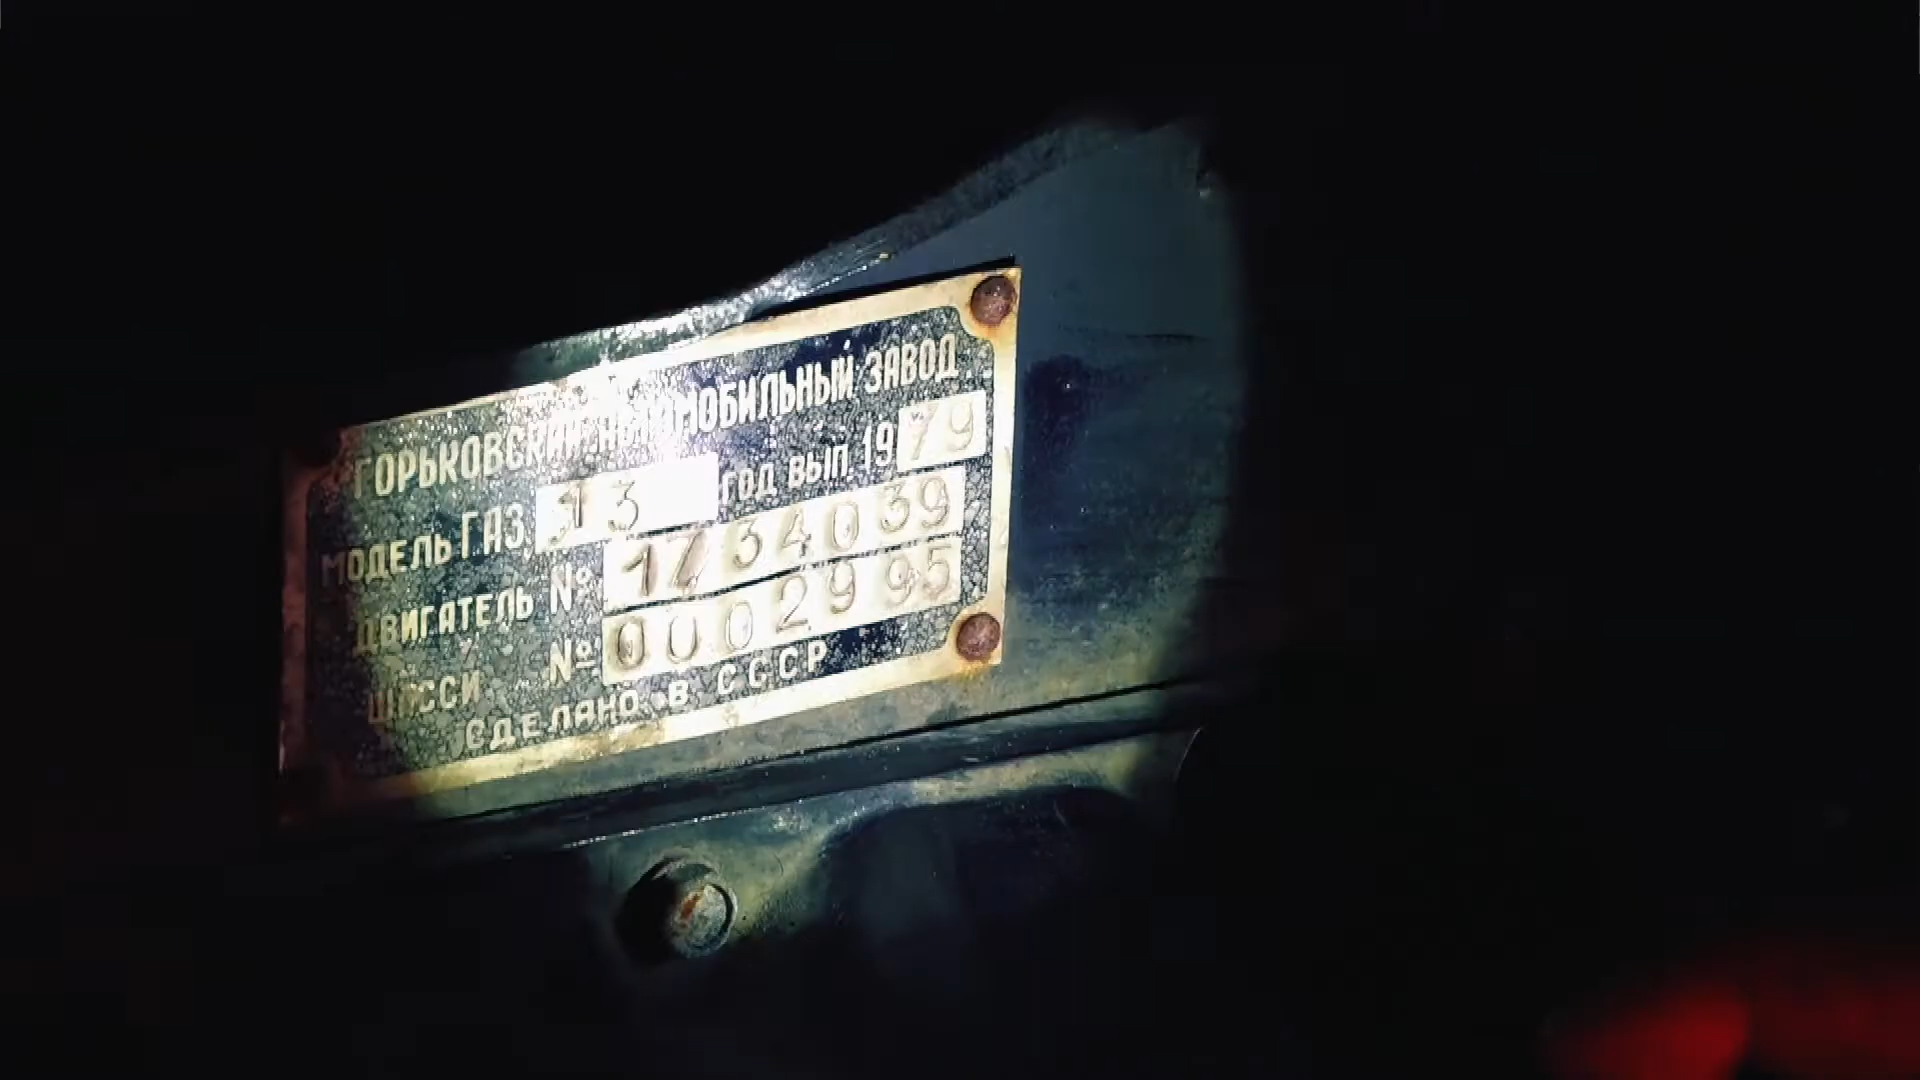 ГОРЬКОВСКИЙ АВТОМОБИЛЬНЫЙ ЗАВОД
МОДЕЛЬ ГАЗ 13 ГОД ВЫП. 1979
ДВИГАТЕЛЬ № 1734039
ШАССИ № 0002995
СДЕЛАНО В СССР